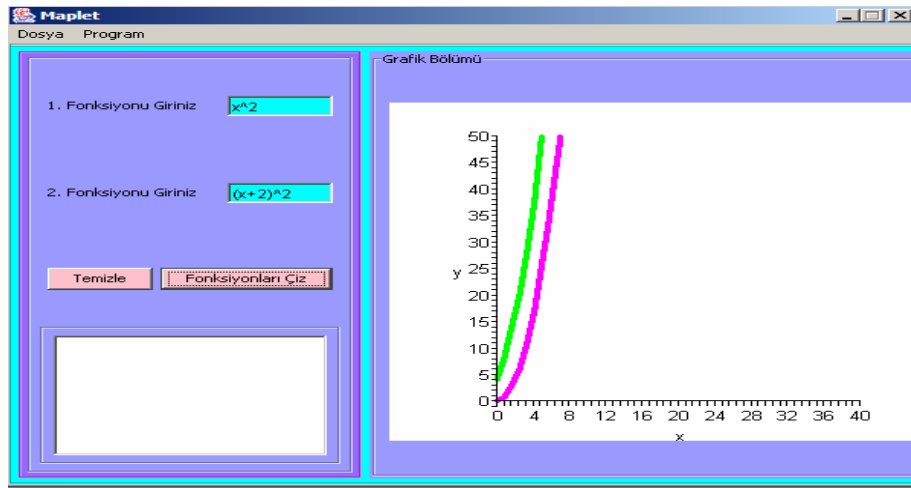 Maplet
Dosya Program
Grafik Bölümü
1. Fonksiyonu Giriniz x^2
2. Fonksiyonu Giriniz (x+2)^2
Temizle Fonksiyonları Çiz
50
45
40
35
30
y 25
20
15
10
5
0
0 4 8 12 16 20 24 28 32 36 40
x